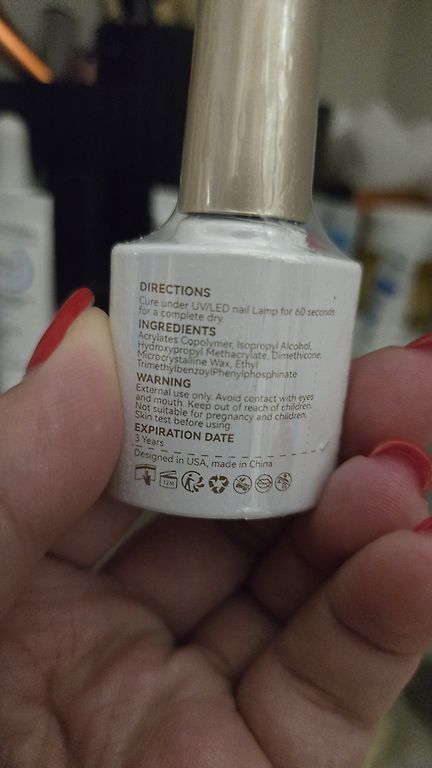 DIRECTIONS
Cure under UV/LED nail Lamp for 60 seconds
for a complete dry
INGREDIENTS
Acrylates Copolymer, Isopropyl Alcohol,
Hydroxypropyl Methacrylate, Dimethicone,
Microcrystalline Wax, Ethyl
TrimethylbenzoylPhenylphosphinate
WARNING
External use only. Avoid contact with eyes
and mouth. Keep out of reach of children.
Not suitable for pregnancy and children.
Skin test before using.
EXPIRATION DATE
3 Years
Designed in USA, made in China
12M